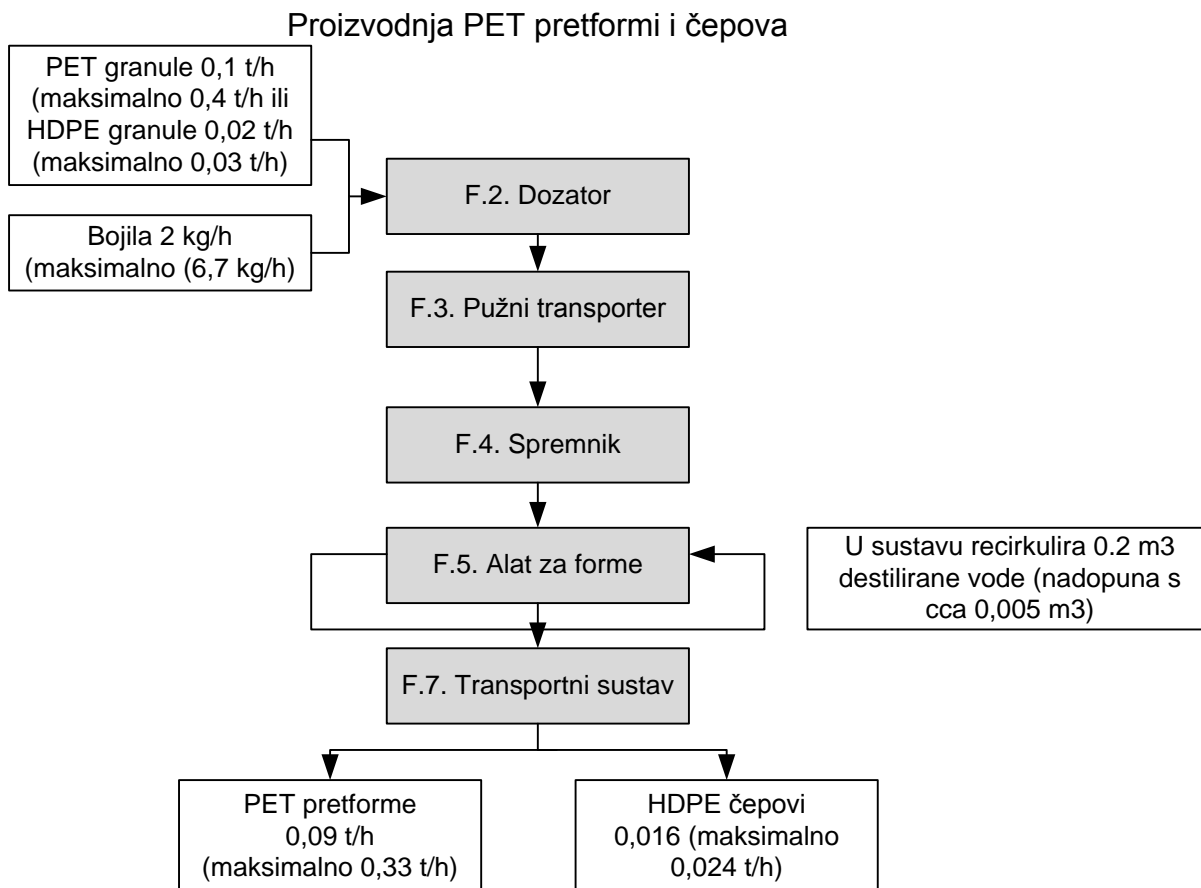 Proizvodnja PET pretformi i čepova
PET granule 0,1 t/h
(maksimalno 0,4 t/h ili
HDPE granule 0,02 t/h
(maksimalno 0,03 t/h)
Bojila 2 kg/h
(maksimalno (6,7 kg/h)
F.2. Dozator
F.3. Pužni transporter
F.4. Spremnik
F.5. Alat za forme
U sustavu recirkulira 0.2 m3
destilirane vode (nadopuna s
cca 0,005 m3)
F.7. Transportni sustav
PET pretforme
0,09 t/h
(maksimalno 0,33 t/h)
HDPE čepovi
0,016 (maksimalno
0,024 t/h)